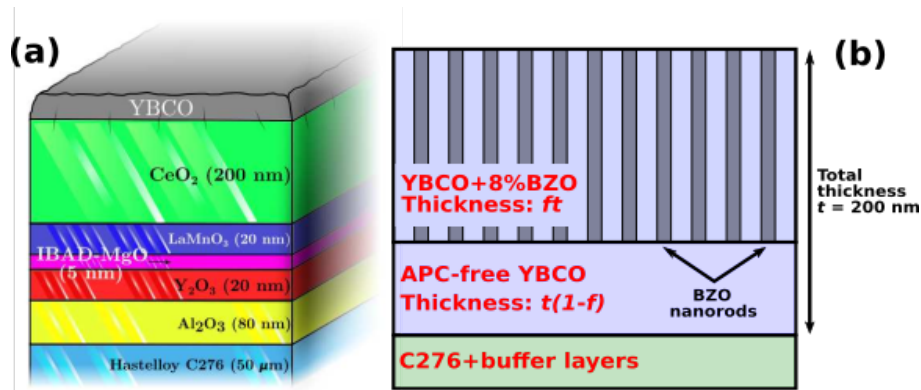 (a)
YBCO
CeO₂ (200 nm)
LaMnO₃ (20 nm)
IBAD-MgO
(5 nm)
Y₂O₃ (20 nm)
Al₂O₃ (80 nm)
Hastelloy C276 (50 μm)
(b)
YBCO+8%BZO
Thickness: ft
Total
thickness
t = 200 nm
APC-free YBCO
Thickness: t(1-f)
BZO
nanorods
C276+buffer layers